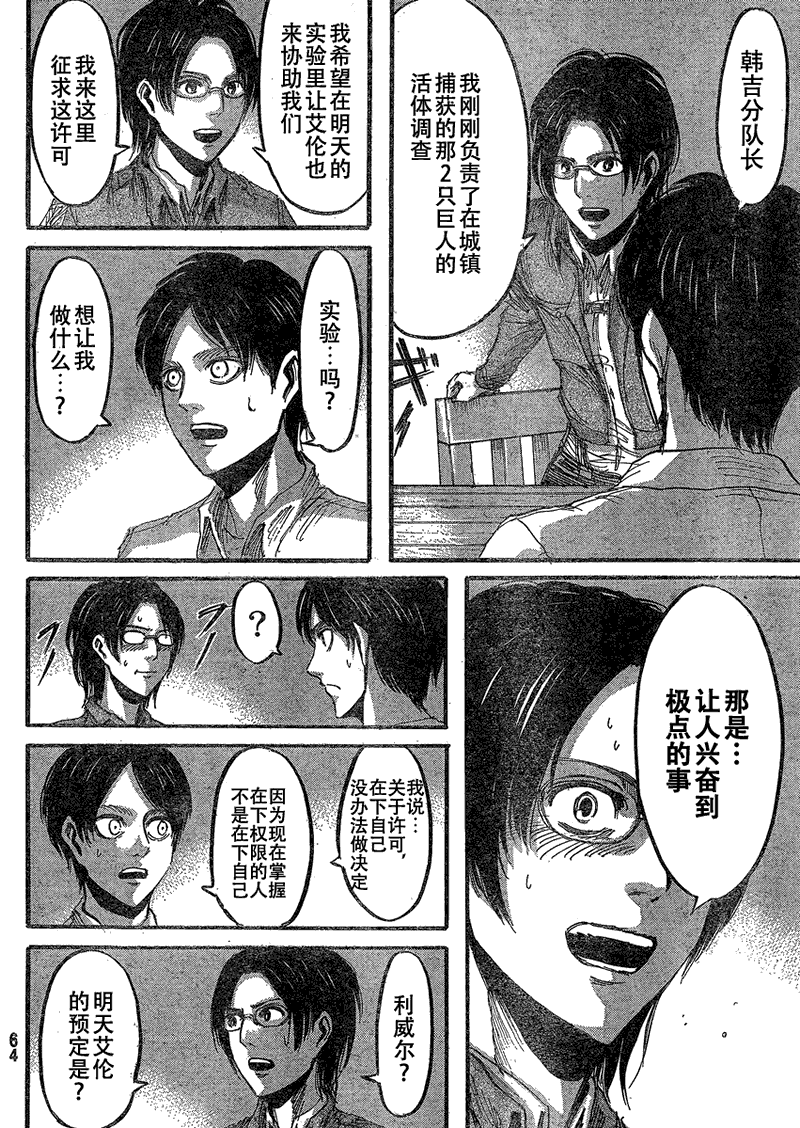 韩吉分队长
我刚刚负责了在城镇
捕获的那2只巨人的
活体调查
我希望在明天的
实验里让艾伦也
来协助我们
我来这里
征求这许可
实验…吗?
想让我
做什么…?
那是…
让人兴奋到
极点的事
?
我说…
关于许可,
在下自己
没办法做决定
因为现在掌握
在下权限的人
不是在下自己
利威尔?
明天艾伦
的预定是?
64